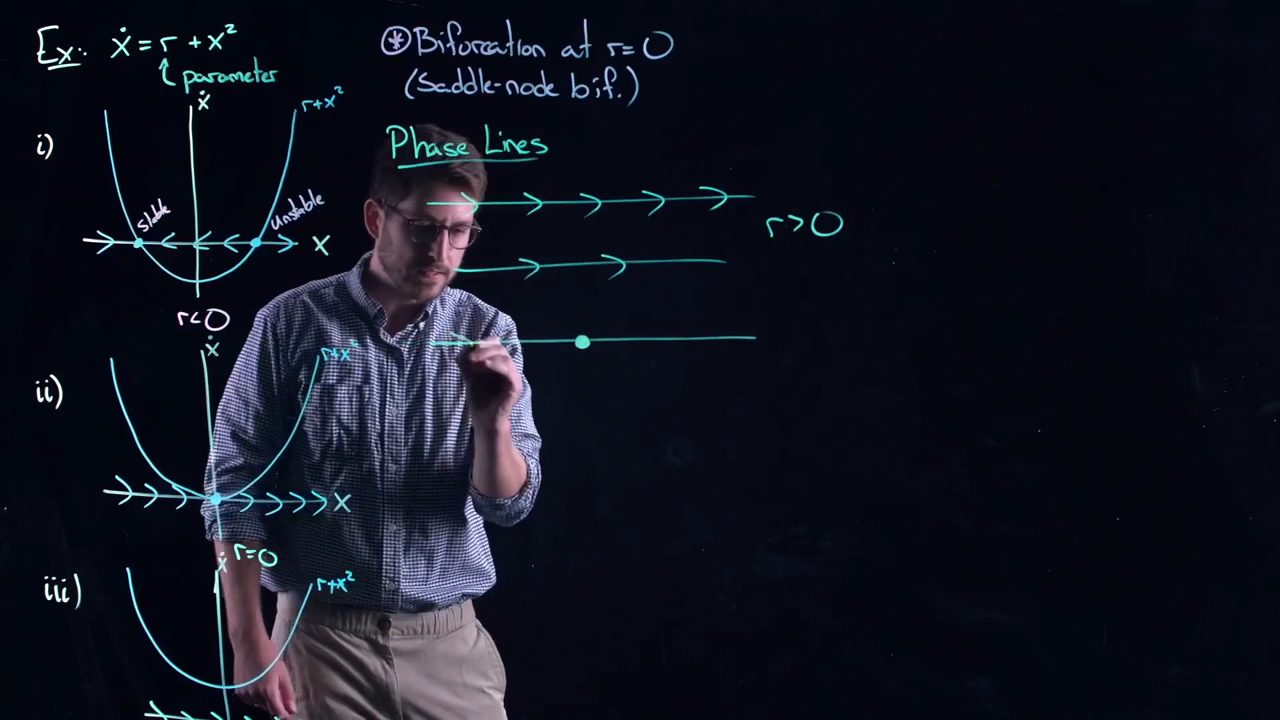 Ex: ẋ = r + x²
↑ parameter
⊛ Bifurcation at r=0
(Saddle-node bif.)
Phase Lines
r>0
i)
ẋ
r+x²
Stable
Unstable
x
r<0
ii)
ẋ
r+x²
x
r=0
iii)
ẋ
r+x²